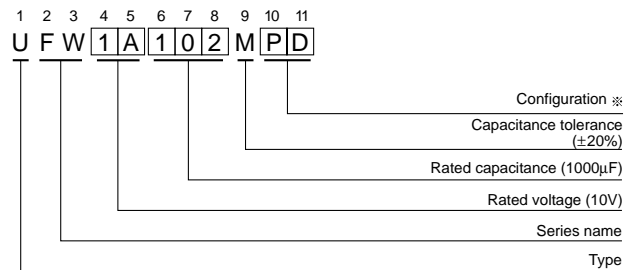 1 2 3 4 5 6 7 8 9 10 11
U F W 1 A 1 0 2 M P D
Configuration ※
Capacitance tolerance
(±20%)
Rated capacitance (1000µF)
Rated voltage (10V)
Series name
Type